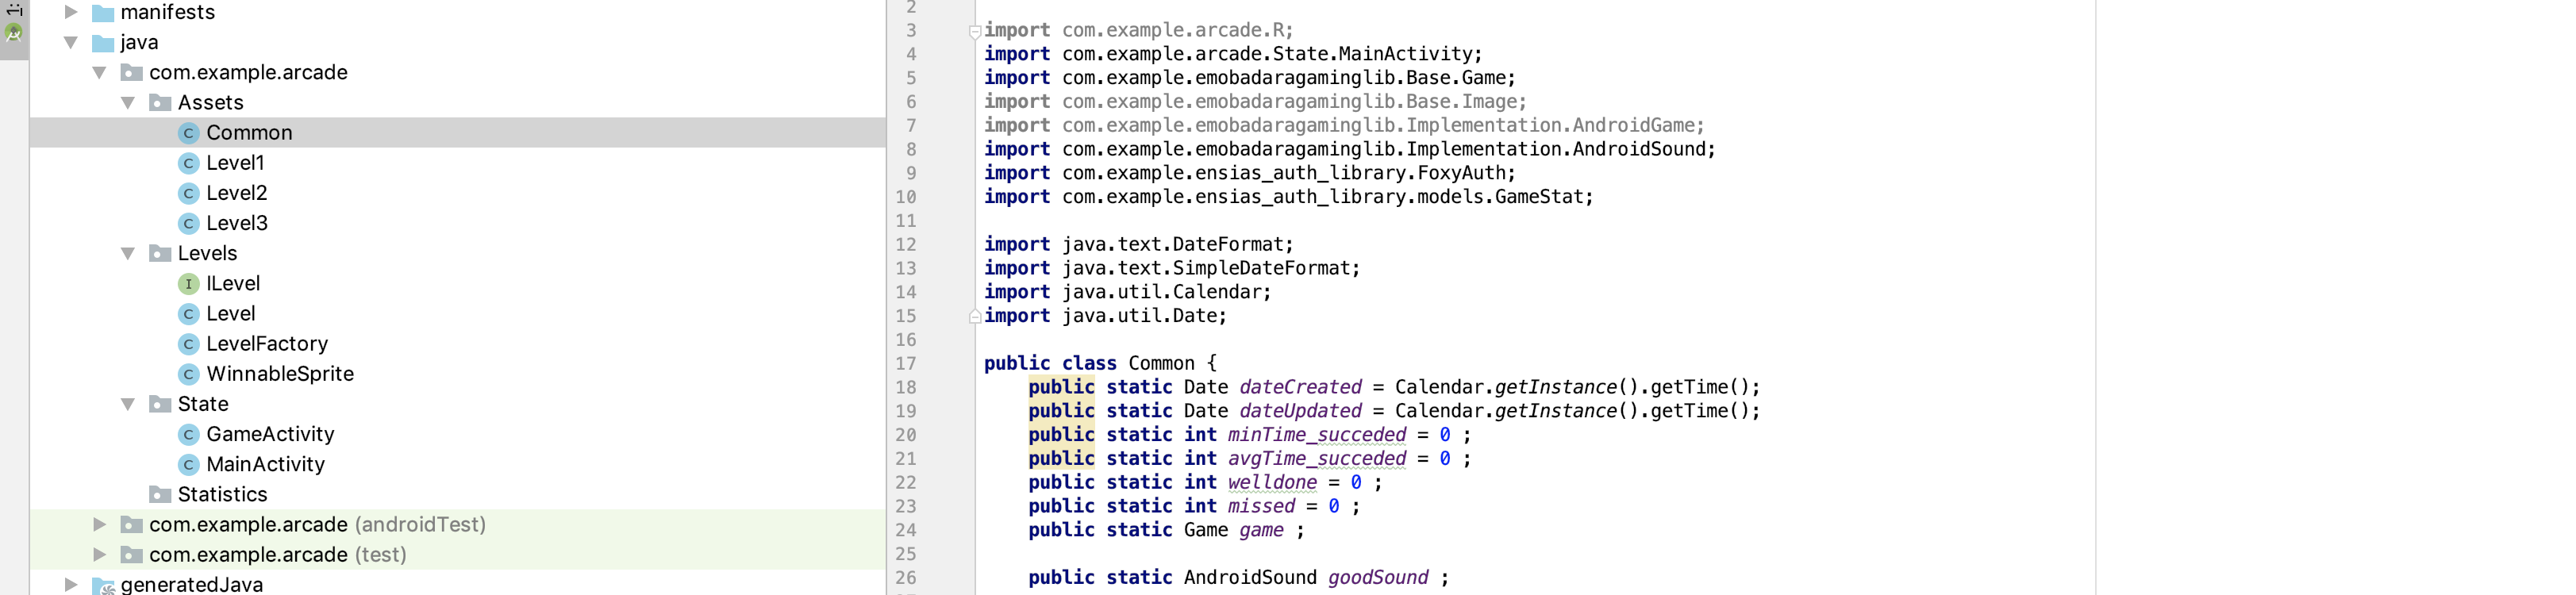 1:
manifests
java
com.example.arcade
Assets
Common
Level1
Level2
Level3
Levels
ILevel
Level
LevelFactory
WinnableSprite
State
GameActivity
MainActivity
Statistics
com.example.arcade (androidTest)
com.example.arcade (test)
generatedJava
2
3 import com.example.arcade.R;
4 import com.example.arcade.State.MainActivity;
5 import com.example.emobadaragaminglib.Base.Game;
6 import com.example.emobadaragaminglib.Base.Image;
7 import com.example.emobadaragaminglib.Implementation.AndroidGame;
8 import com.example.emobadaragaminglib.Implementation.AndroidSound;
9 import com.example.ensias_auth_library.FoxyAuth;
10 import com.example.ensias_auth_library.models.GameStat;
11
12 import java.text.DateFormat;
13 import java.text.SimpleDateFormat;
14 import java.util.Calendar;
15 import java.util.Date;
16
17 public class Common {
18 public static Date dateCreated = Calendar.getInstance().getTime();
19 public static Date dateUpdated = Calendar.getInstance().getTime();
20 public static int minTime_succeded = 0 ;
21 public static int avgTime_succeded = 0 ;
22 public static int welldone = 0 ;
23 public static int missed = 0 ;
24 public static Game game ;
25
26 public static AndroidSound goodSound ;